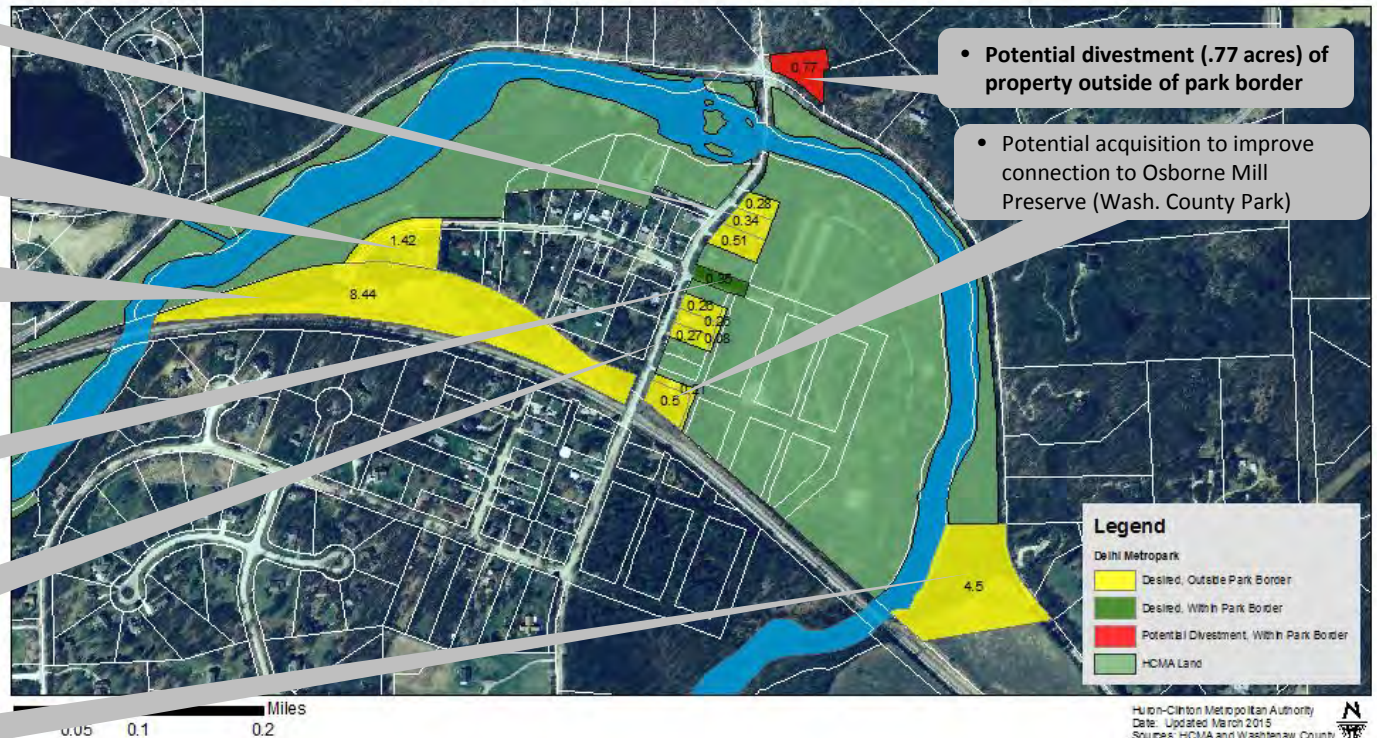 • Potential divestment (.77 acres) of
property outside of park border
• Potential acquisition to improve
connection to Osborne Mill
Preserve (Wash. County Park)
0.77
0.28
0.34
0.51
1.42
8.44
0.35
0.26
0.27
0.08
0.21
0.5
4.5
Legend
Delhi Metropark
Desired, Outside Park Border
Desired, Within Park Border
Potential Divestment, Within Park Border
HCMA Land
Miles
0.05 0.1 0.2
Huron-Clinton Metropolitan Authority
Date: Updated March 2015
Sources: HCMA and Washtenaw County
N